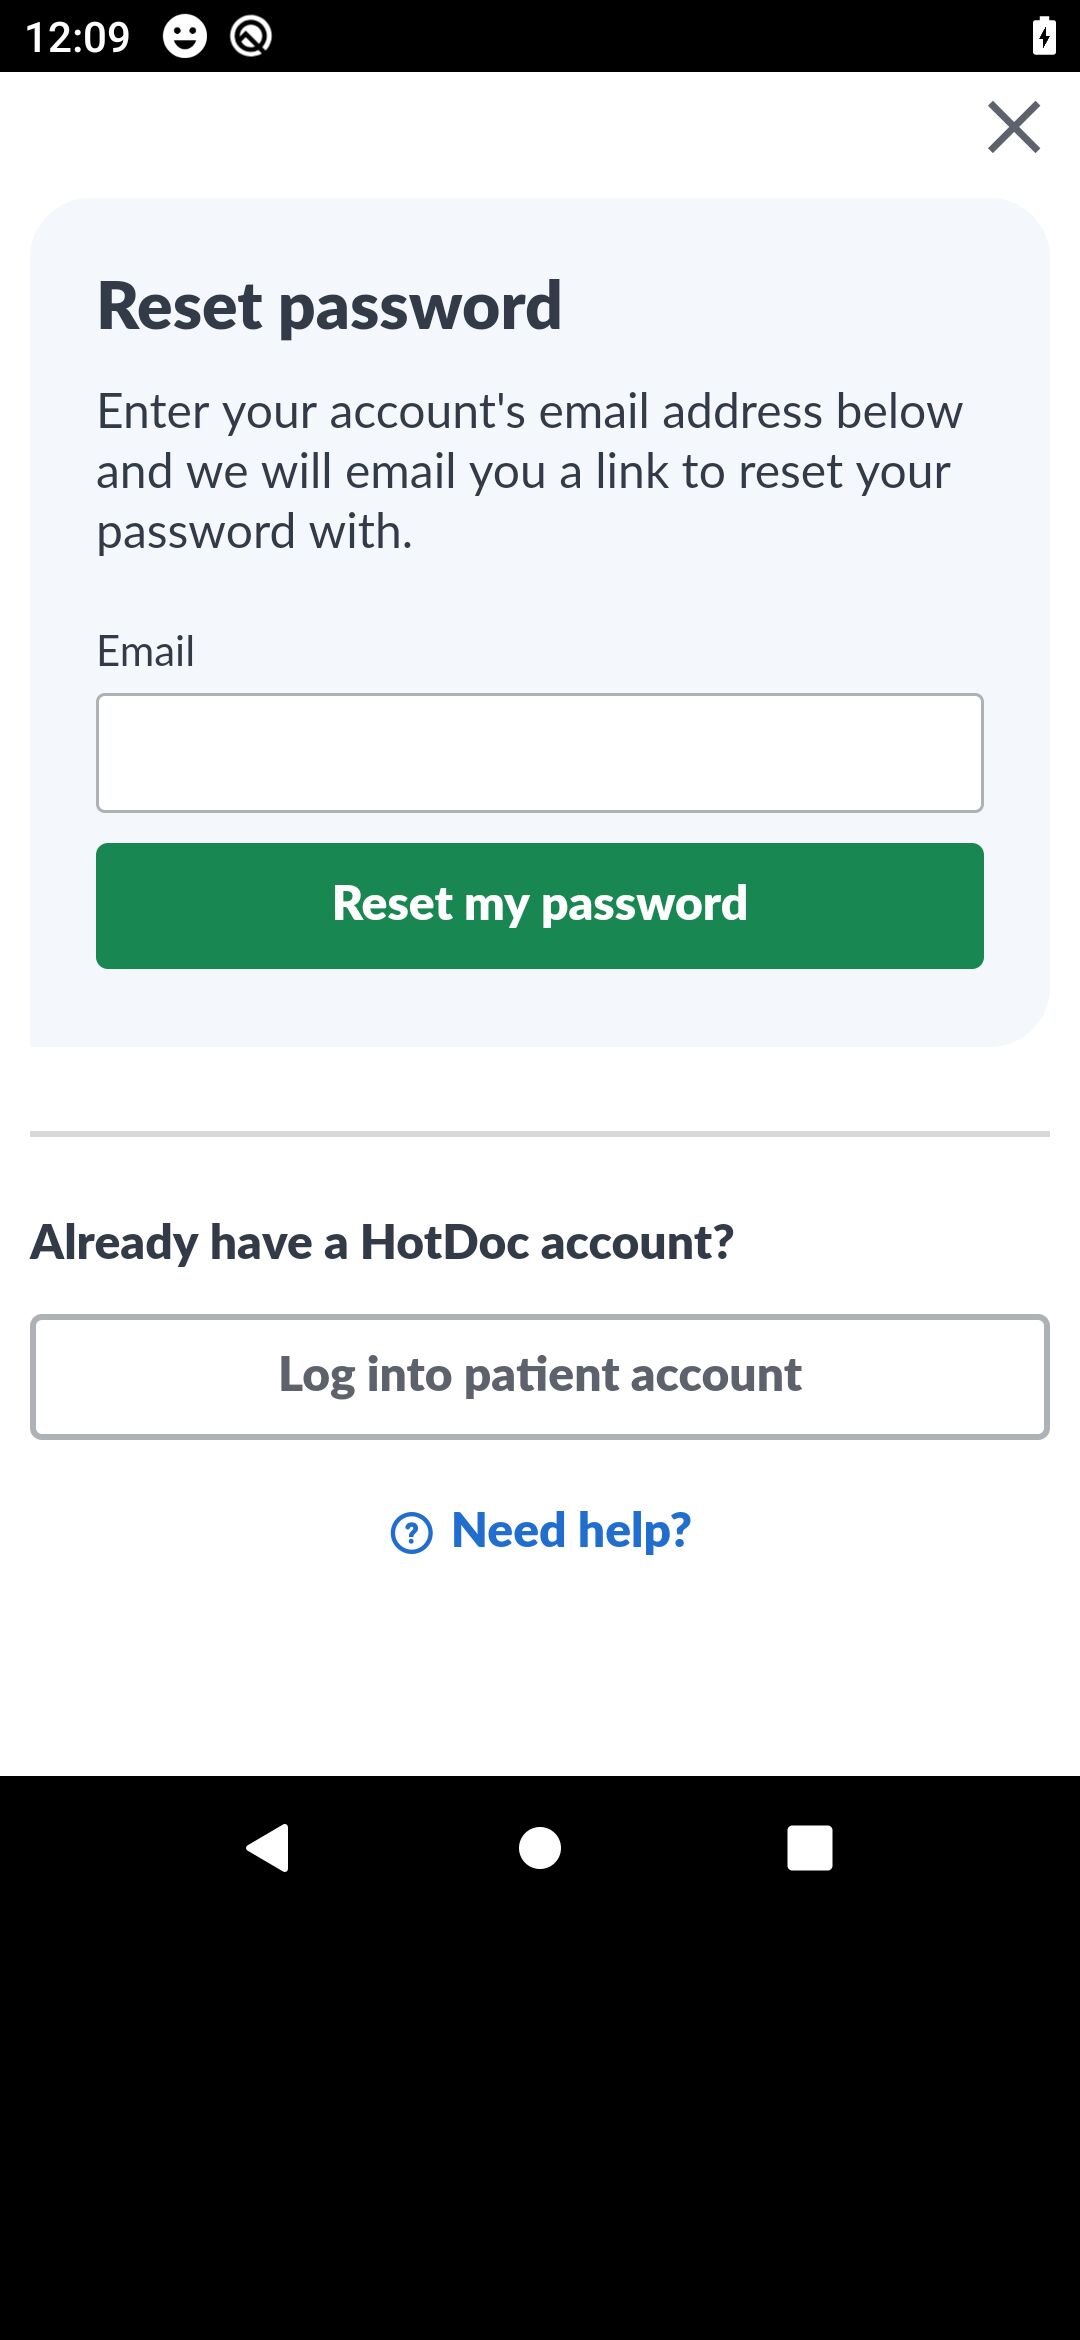 12:09
Reset password
Enter your account's email address below
and we will email you a link to reset your
password with.
Email
Reset my password
Already have a HotDoc account?
Log into patient account
Need help?